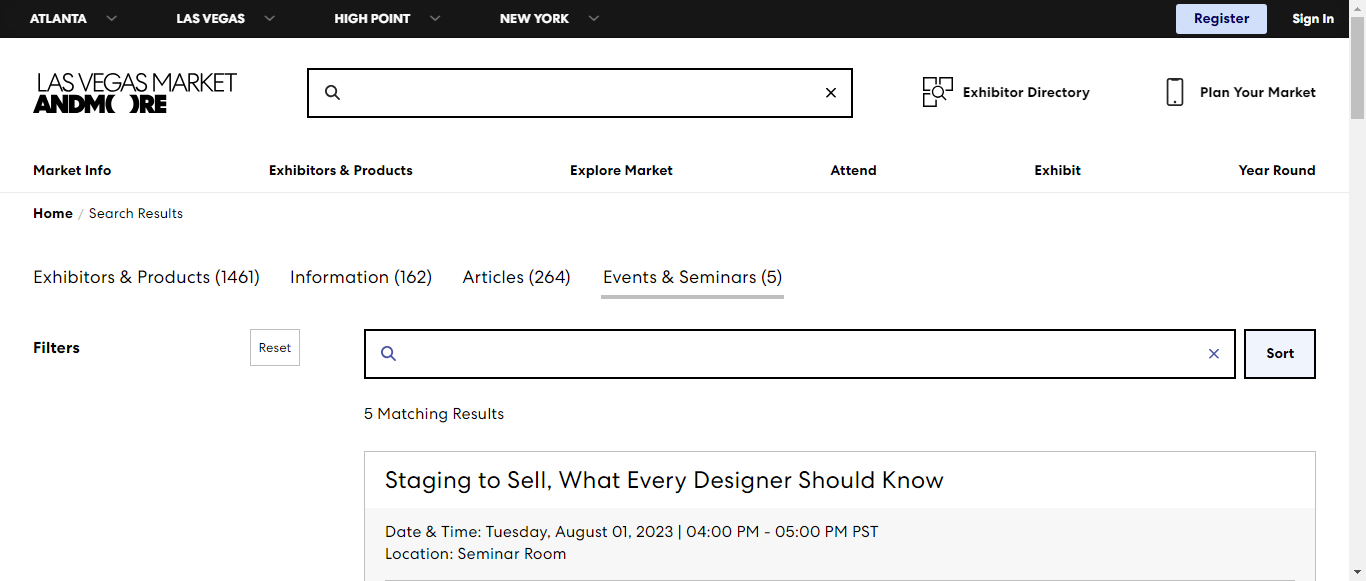 ATLANTA LAS VEGAS HIGH POINT NEW YORK Register Sign In
LAS VEGAS MARKET
ANDMORE
Exhibitor Directory Plan Your Market
Market Info Exhibitors & Products Explore Market Attend Exhibit Year Round
Home / Search Results
Exhibitors & Products (1461) Information (162) Articles (264) Events & Seminars (5)
Filters Reset Sort
5 Matching Results
Staging to Sell, What Every Designer Should Know
Date & Time: Tuesday, August 01, 2023 | 04:00 PM - 05:00 PM PST
Location: Seminar Room